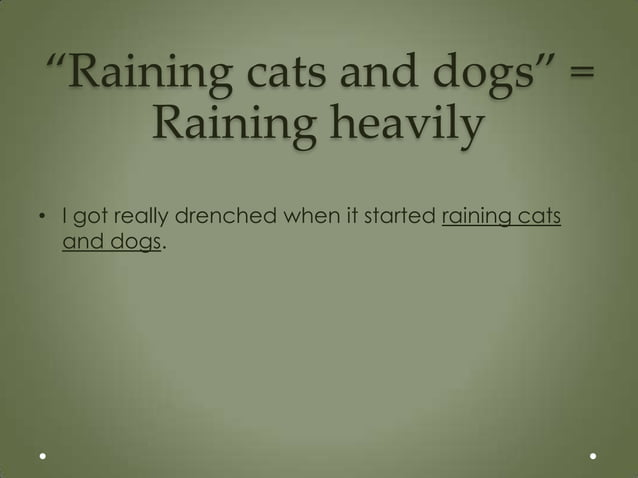 “Raining cats and dogs” =
Raining heavily
• I got really drenched when it started raining cats
and dogs.